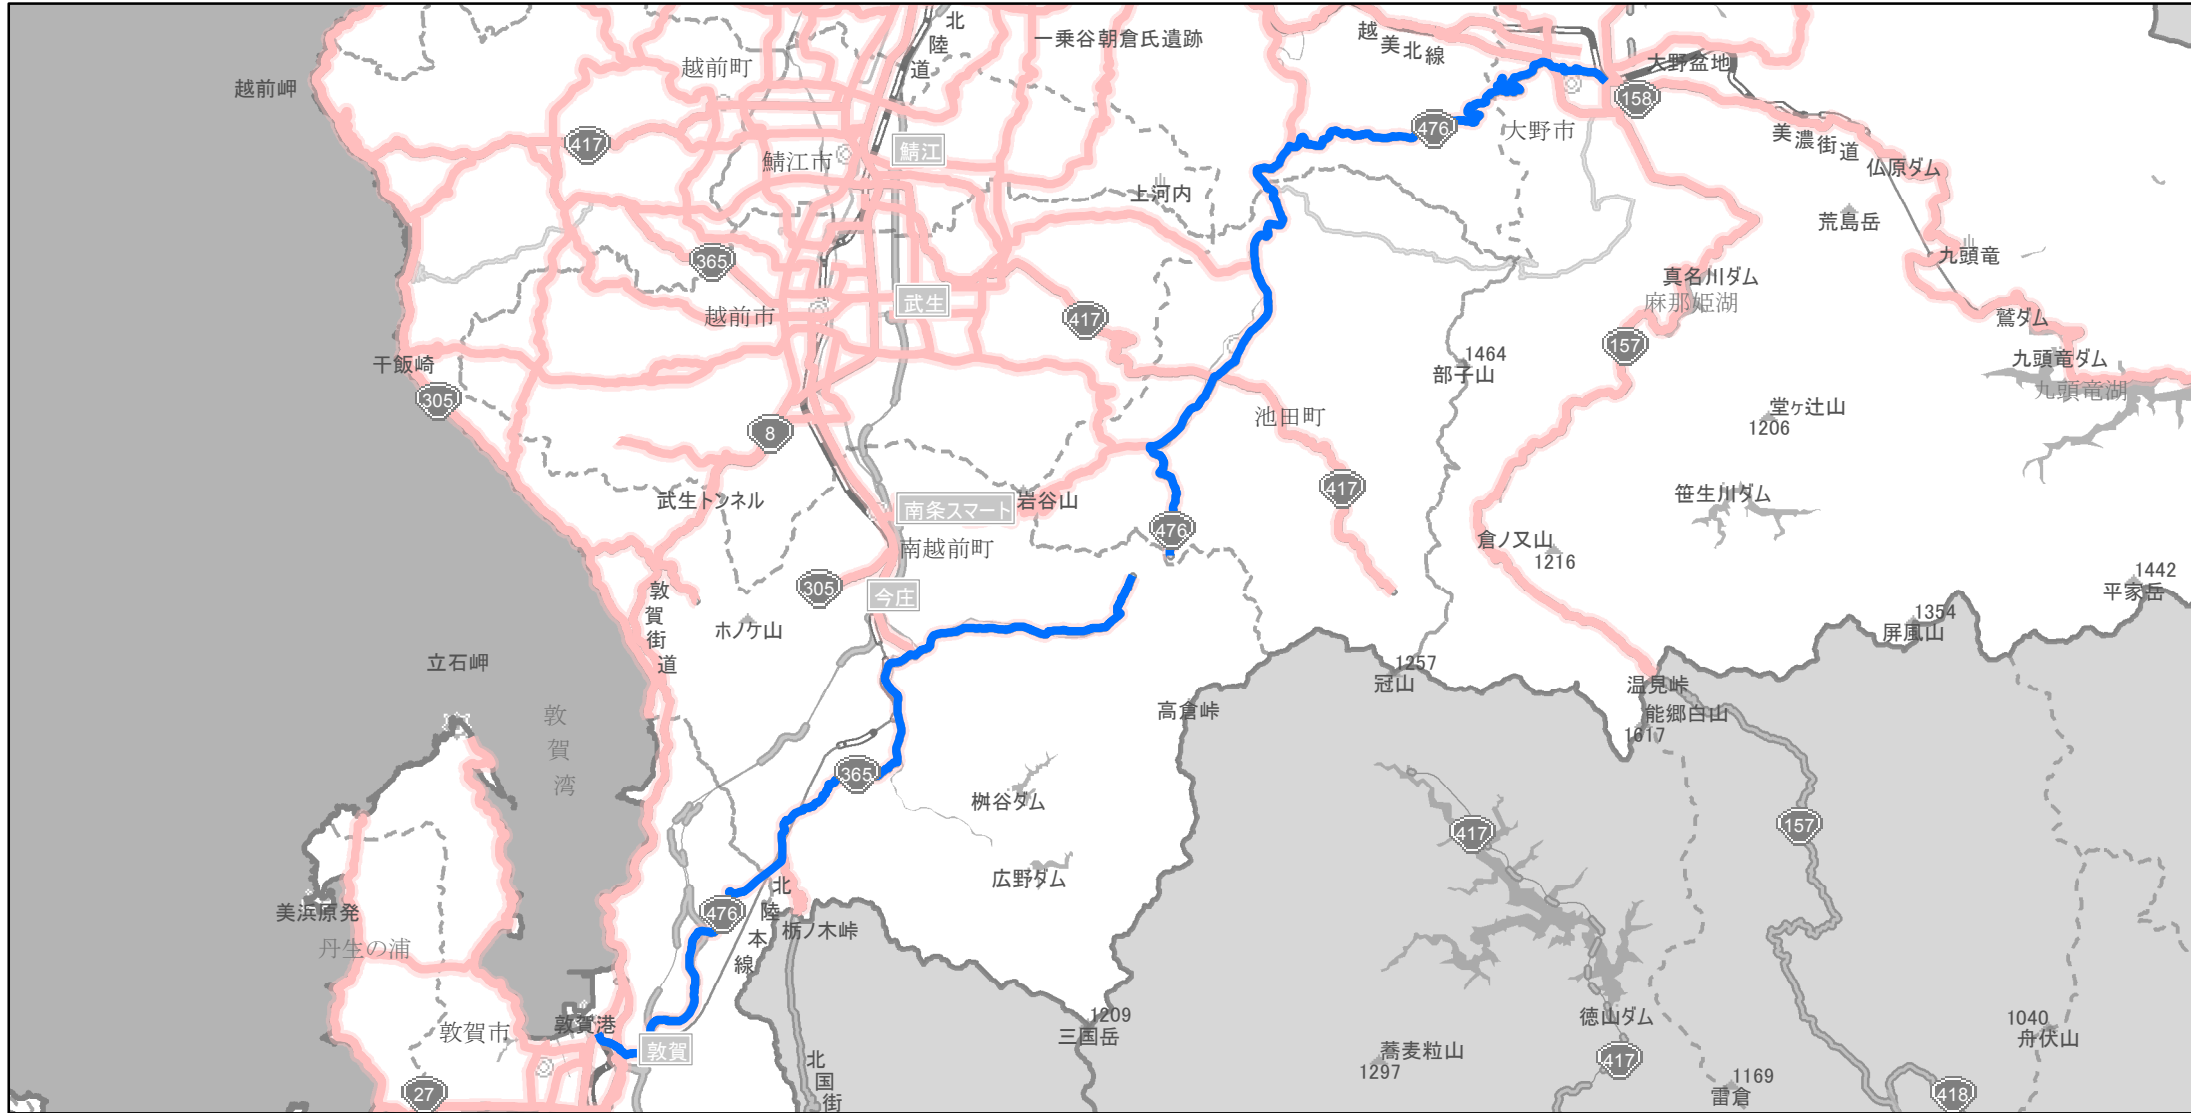 北陸道
一乗谷朝倉氏遺跡
越美北線
越前町
越前岬
大野盆地
158
476
417
大野市
美濃街道
鯖江
鯖江市
仏原ダム
上河内
荒島岳
365
九頭竜
真名川ダム
麻那姫湖
武生
越前市
417
鷲ダム
157
干飯崎
1464
部子山
九頭竜ダム
九頭竜湖
305
堂ヶ辻山
1206
池田町
8
武生トンネル
南条スマート
岩谷山
417
笹生川ダム
476
南越前町
倉ノ又山
1216
305
今庄
敦賀街道
ホノケ山
1442
平家岳
1354
屏風山
立石岬
1257
冠山
温見峠
高倉峠
能郷白山
1617
敦賀湾
365
桝谷ダム
417
157
広野ダム
北陸本線
476
美浜原発
栃ノ木峠
丹生の浦
敦賀港
敦賀市
敦賀
1209
三国岳
徳山ダム
1040
舟伏山
蕎麦粒山
1297
417
北国街
27
1169
雷倉
418